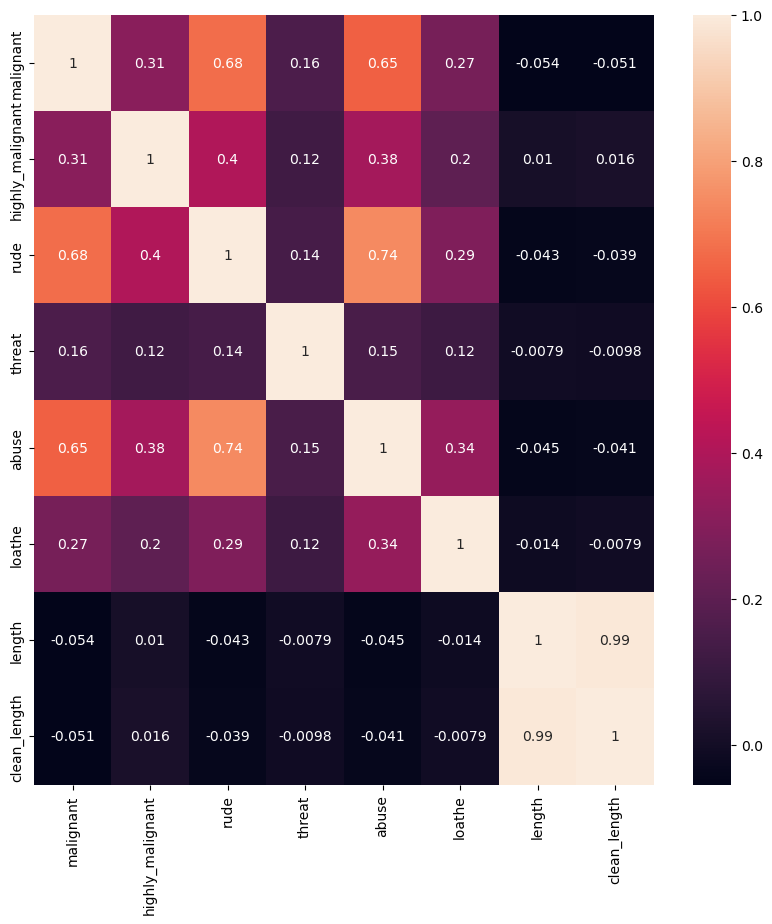 malignant 1 0.31 0.68 0.16 0.65 0.27 -0.054 -0.051
highly_malignant 0.31 1 0.4 0.12 0.38 0.2 0.01 0.016
rude 0.68 0.4 1 0.14 0.74 0.29 -0.043 -0.039
threat 0.16 0.12 0.14 1 0.15 0.12 -0.0079 -0.0098
abuse 0.65 0.38 0.74 0.15 1 0.34 -0.045 -0.041
loathe 0.27 0.2 0.29 0.12 0.34 1 -0.014 -0.0079
length -0.054 0.01 -0.043 -0.0079 -0.045 -0.014 1 0.99
clean_length -0.051 0.016 -0.039 -0.0098 -0.041 -0.0079 0.99 1
malignant highly_malignant rude threat abuse loathe length clean_length
1.0
0.8
0.6
0.4
0.2
0.0